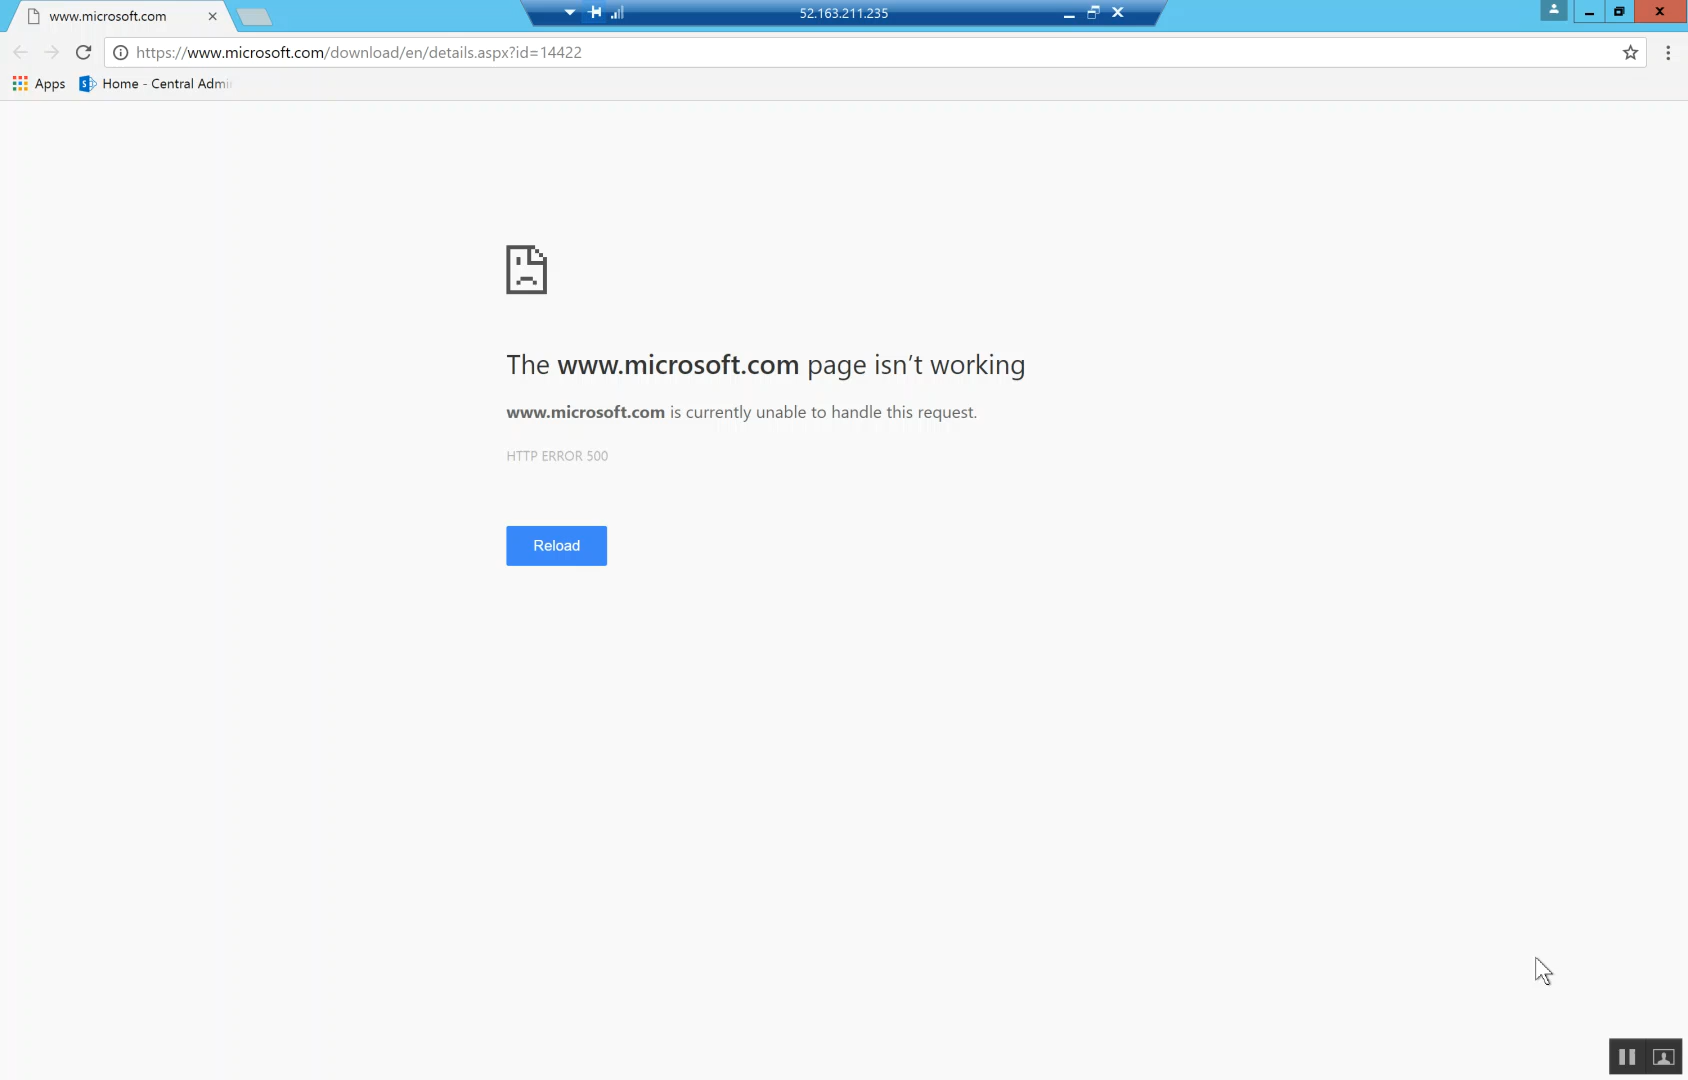 www.microsoft.com
52.163.211.235
https://www.microsoft.com/download/en/details.aspx?id=14422
Apps
Home - Central Admi
The www.microsoft.com page isn't working
www.microsoft.com is currently unable to handle this request.
HTTP ERROR 500
Reload